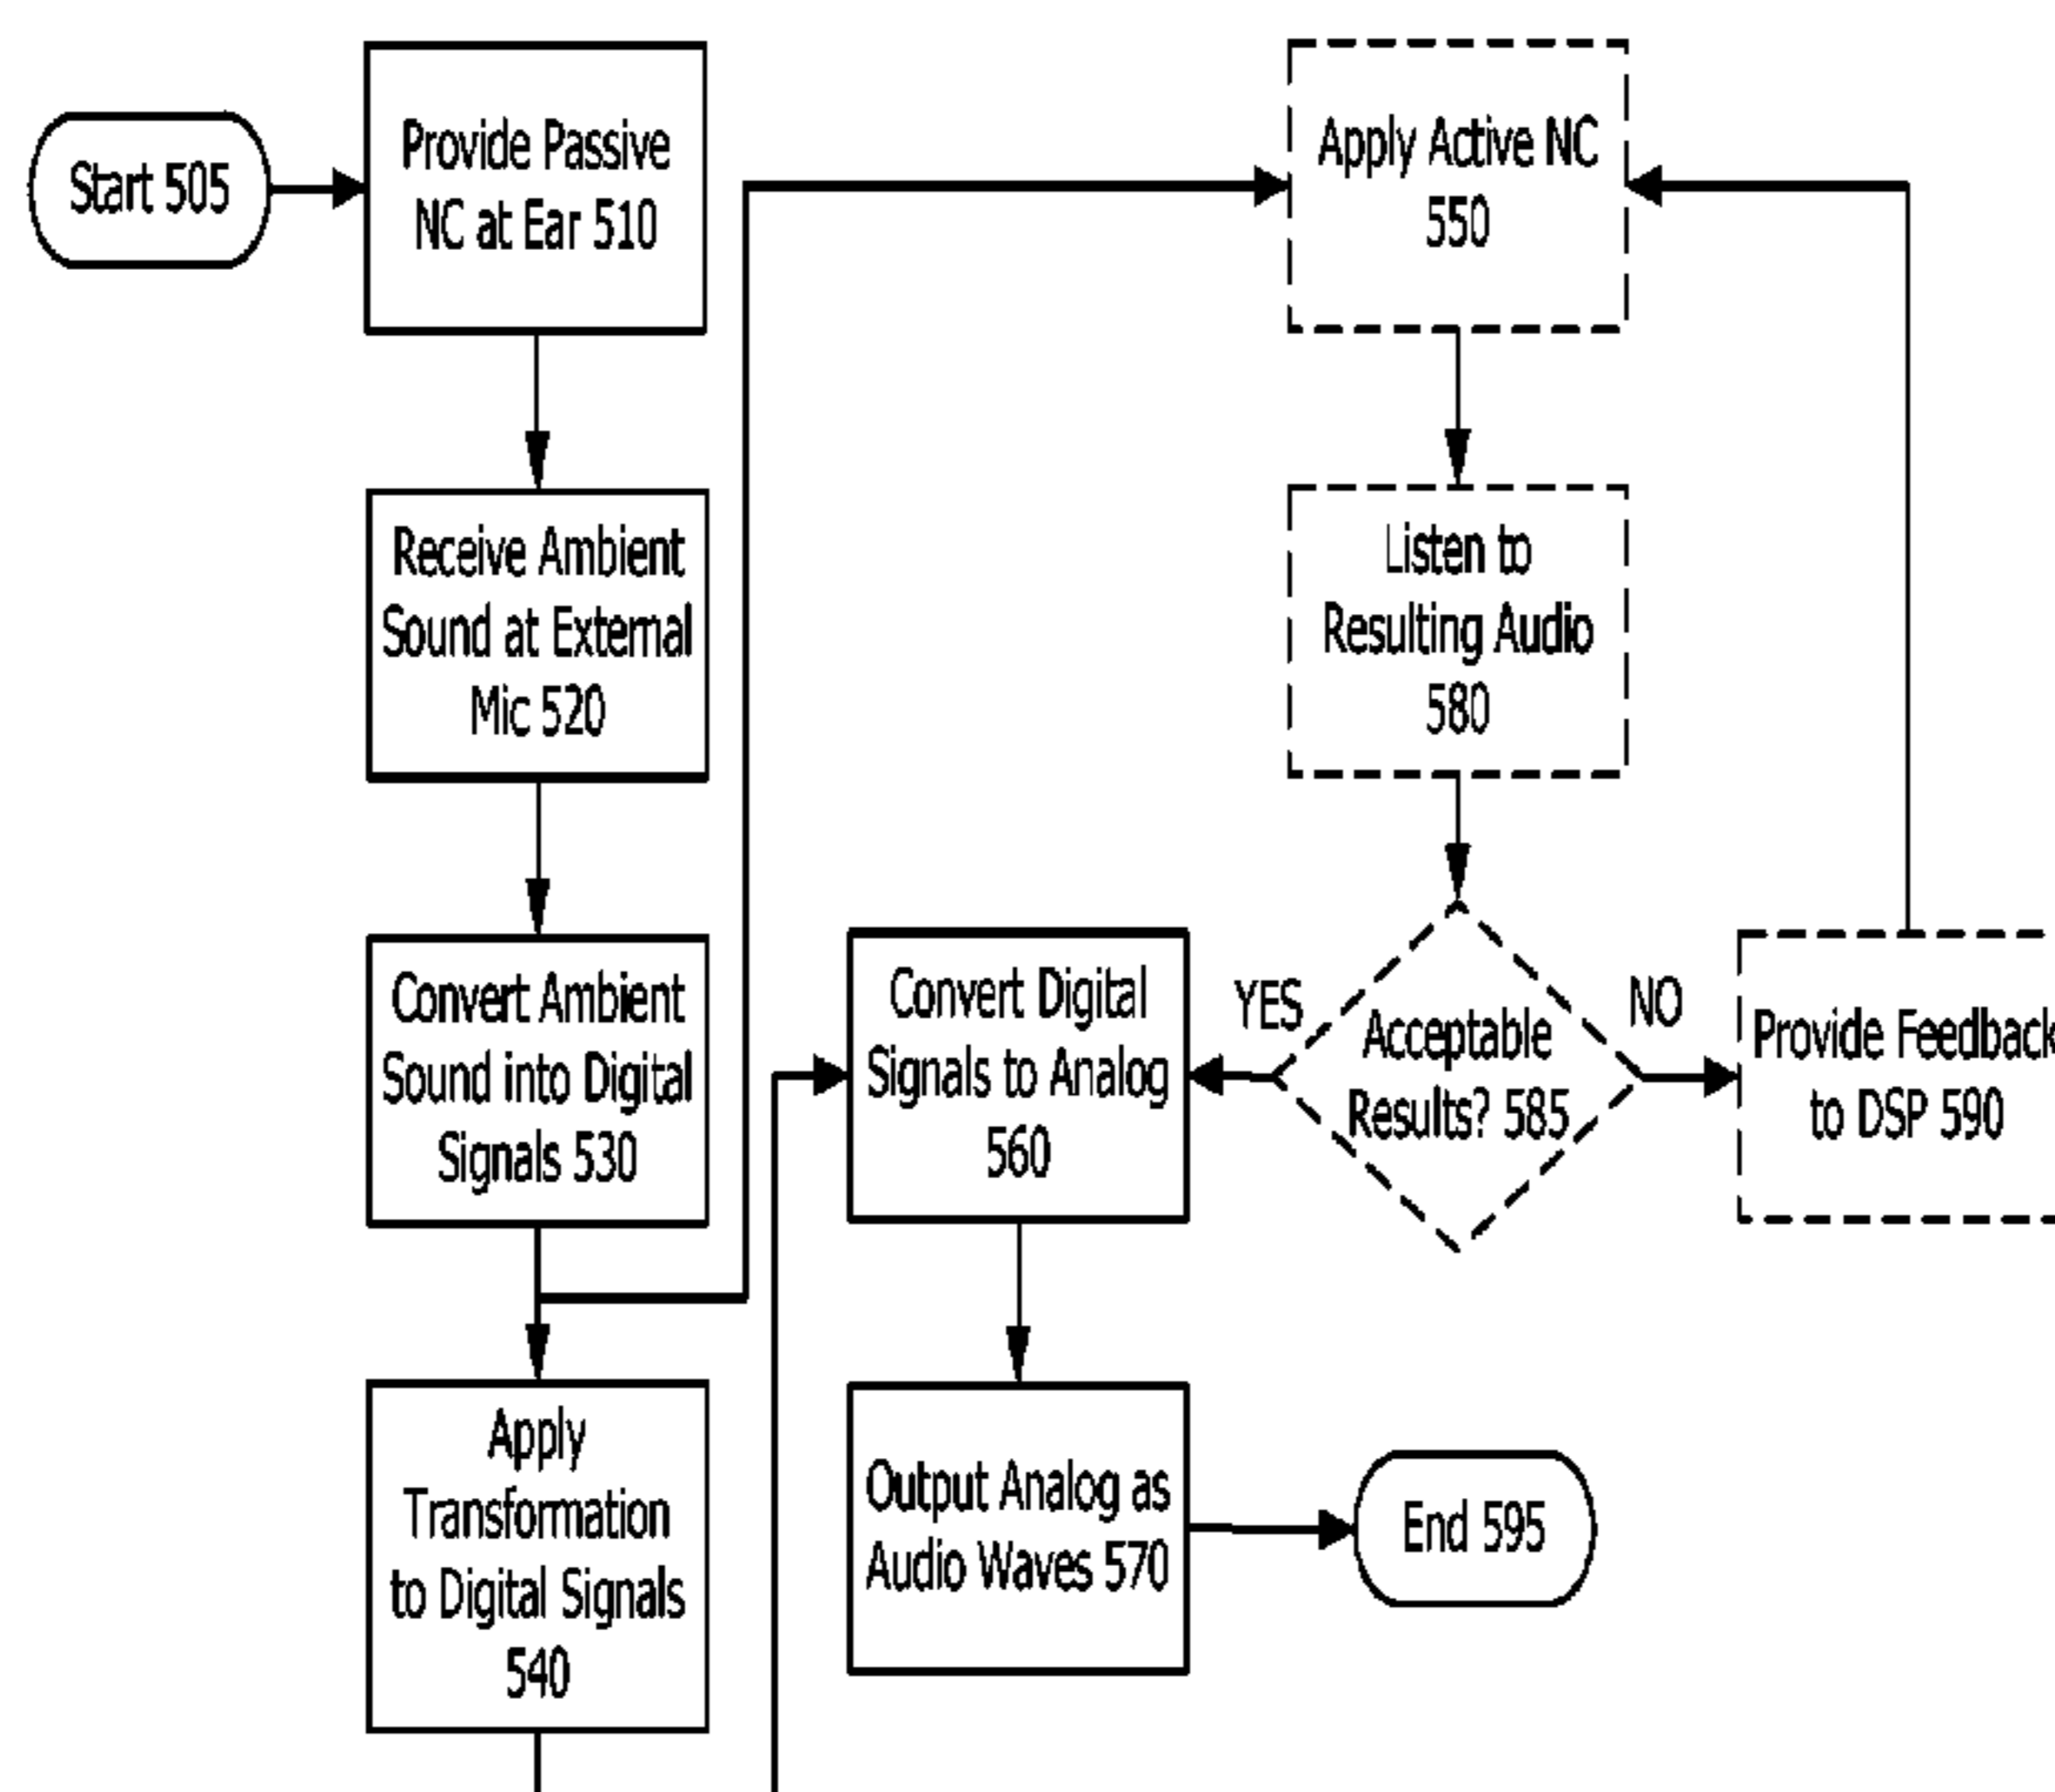 Start 505
Provide Passive
NC at Ear 510
Receive Ambient
Sound at External
Mic 520
Convert Ambient
Sound into Digital
Signals 530
Apply
Transformation
to Digital Signals
540
Apply Active NC
550
Listen to
Resulting Audio
580
Acceptable
Results? 585
YES
NO
Provide Feedback
to DSP 590
Convert Digital
Signals to Analog
560
Output Analog as
Audio Waves 570
End 595